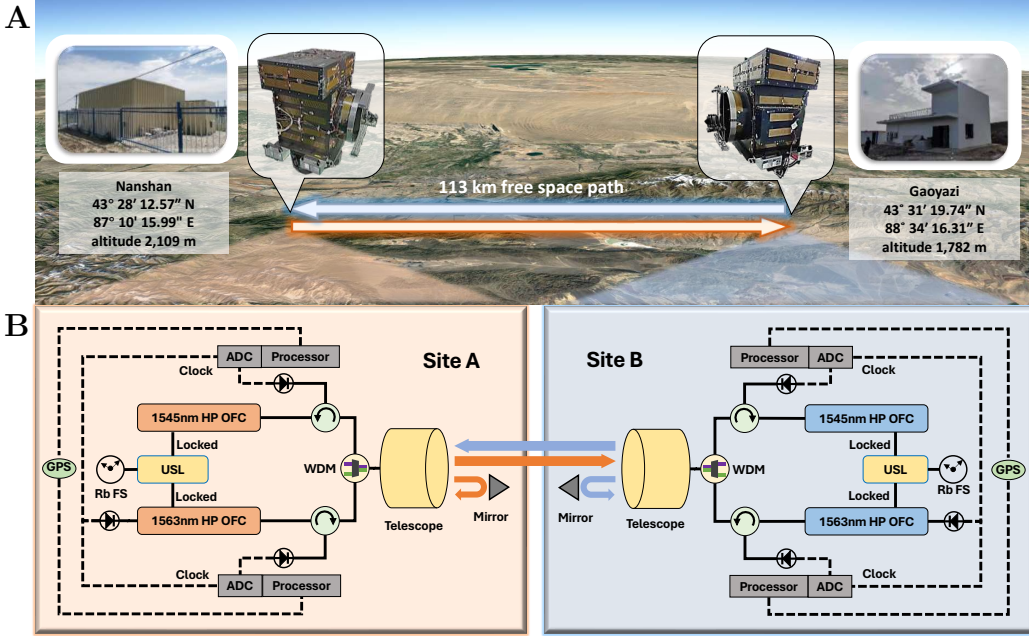 A
Nanshan
43° 28′ 12.57″ N
87° 10' 15.99" E
altitude 2,109 m
113 km free space path
Gaoyazi
43° 31′ 19.74″ N
88° 34′ 16.31″ E
altitude 1,782 m
B
ADC Processor
Clock
Site A
1545nm HP OFC
Locked
GPS
Rb FS
USL
WDM
Locked
1563nm HP OFC
Telescope
Mirror
Clock
ADC Processor
Site B
Processor ADC
Clock
1545nm HP OFC
Locked
WDM
USL
Rb FS
GPS
Locked
1563nm HP OFC
Mirror
Telescope
Clock
Processor ADC